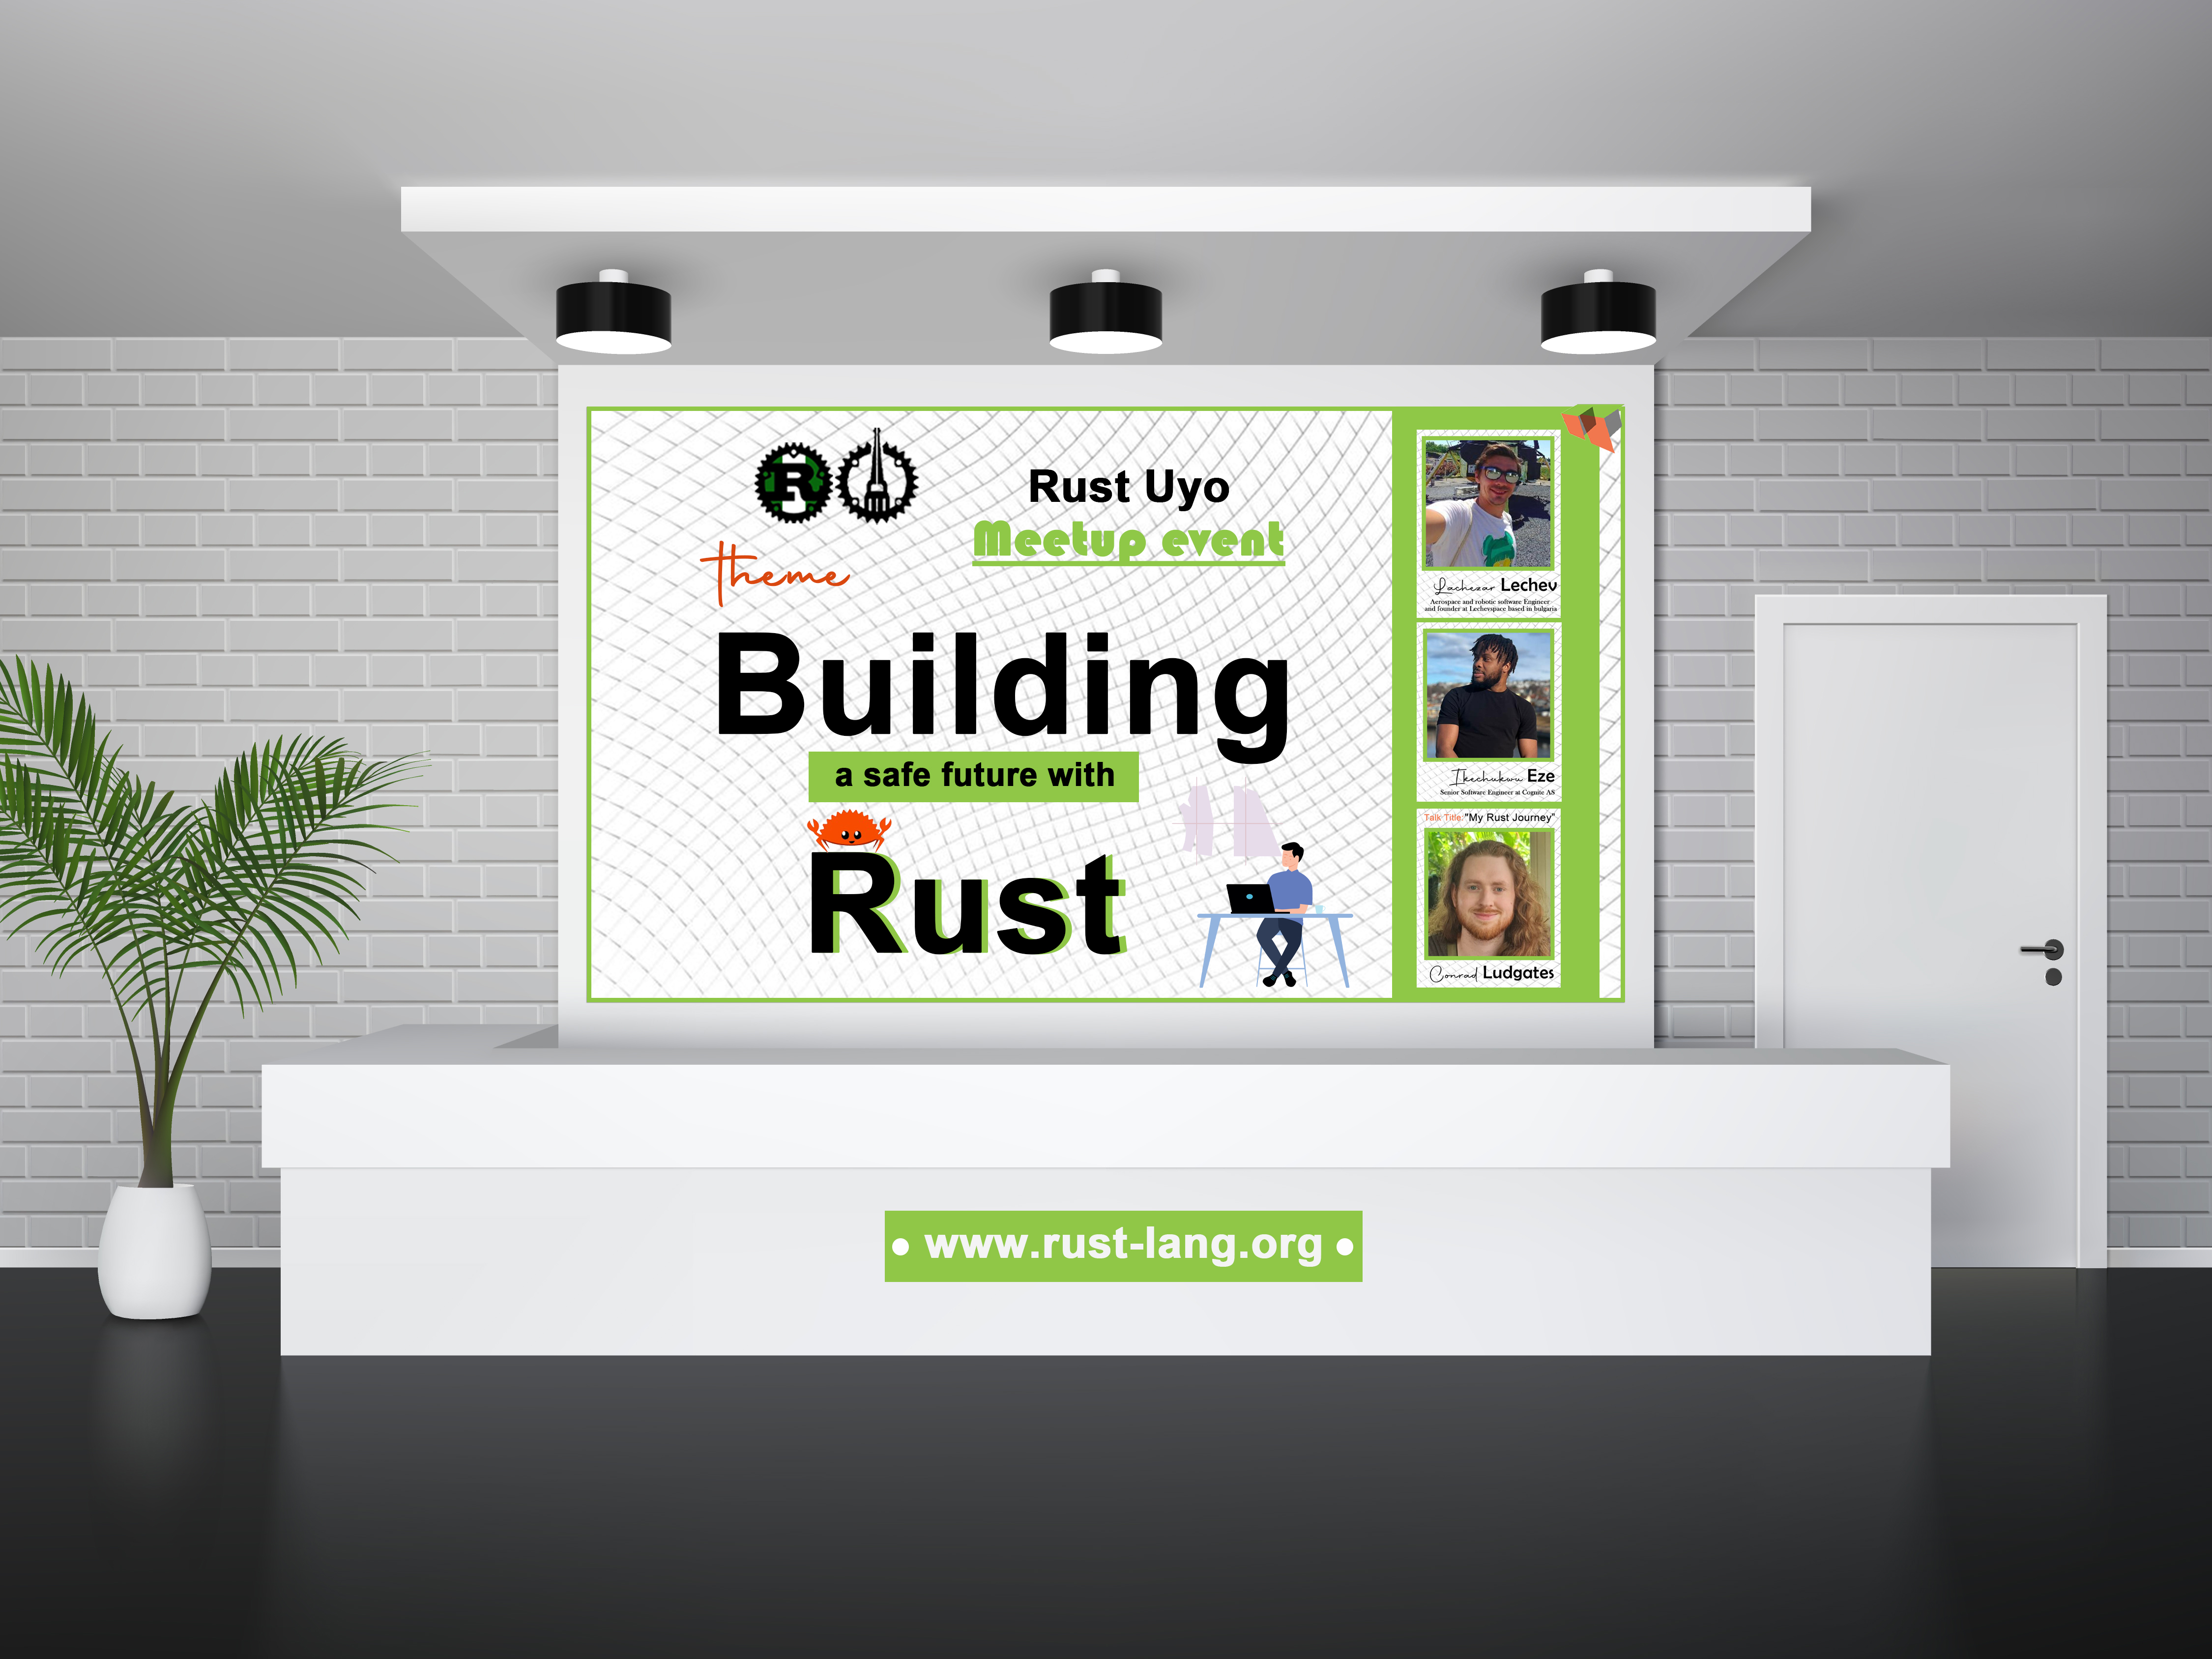 R
Rust Uyo
Meetup event
theme
Building
a safe future with
Rust
Lachezar Lechev
Aerospace and robotic software Engineer
and founder at Lechevspace based in bulgaria
Ikechukwu Eze
Senior Software Engineer at Cognite AS
Talk Title:"My Rust Journey"
Conrad Ludgates
• www.rust-lang.org •